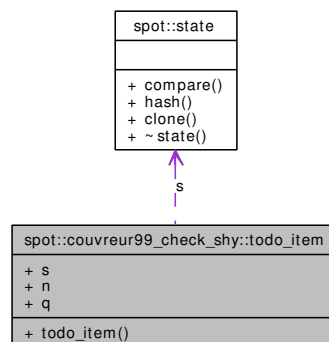 spot::state
+ compare()
+ hash()
+ clone()
+ ~state()
s
spot::couvreur99_check_shy::todo_item
+ s
+ n
+ q
+ todo_item()